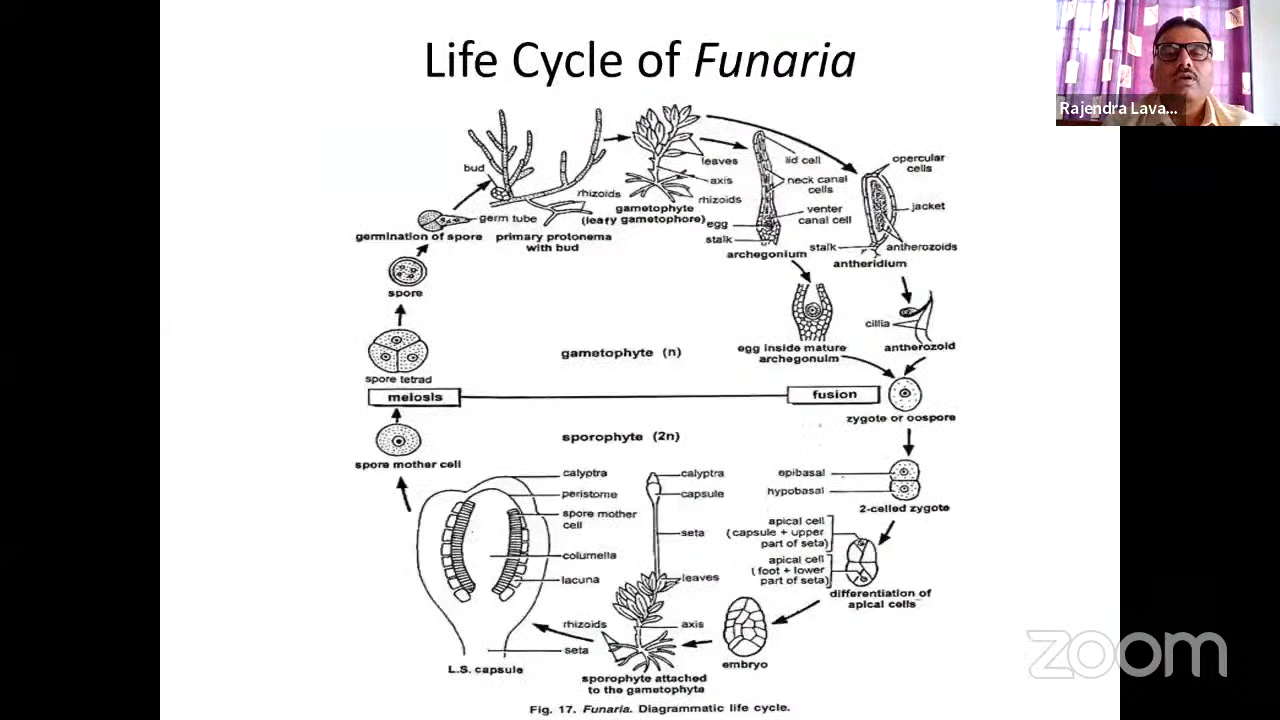 Life Cycle of Funaria
Rajendra Lava...
bud
rhizoids
germ tube
germination of spore
primary protonema
with bud
leaves
axis
rhizoids
gametophyte
(leafy gametophore)
lid cell
neck canal
cells
venter
canal cell
egg
stalk
archegonium
opercular
cells
jacket
stalk
antherozoids
antheridium
spore
cillia
antherozoid
egg inside mature
archegonulm
gametophyte (n)
spore tetrad
meiosis
fusion
zygote or oospore
sporophyte (2n)
spore mother cell
calyptra
peristome
spore mother
cell
columella
lacuna
seta
L.S. capsule
calyptra
capsule
seta
leaves
rhizoids
axis
sporophyte attached
to the gametophyte
epibasal
hypobasal
2-celled zygote
apical cell
(capsule + upper
part of seta)
apical cell
(foot + lower
part of seta)
differentiation of
apical cells
embryo
Fig. 17. Funaria. Diagrammatic life cycle.
zoom